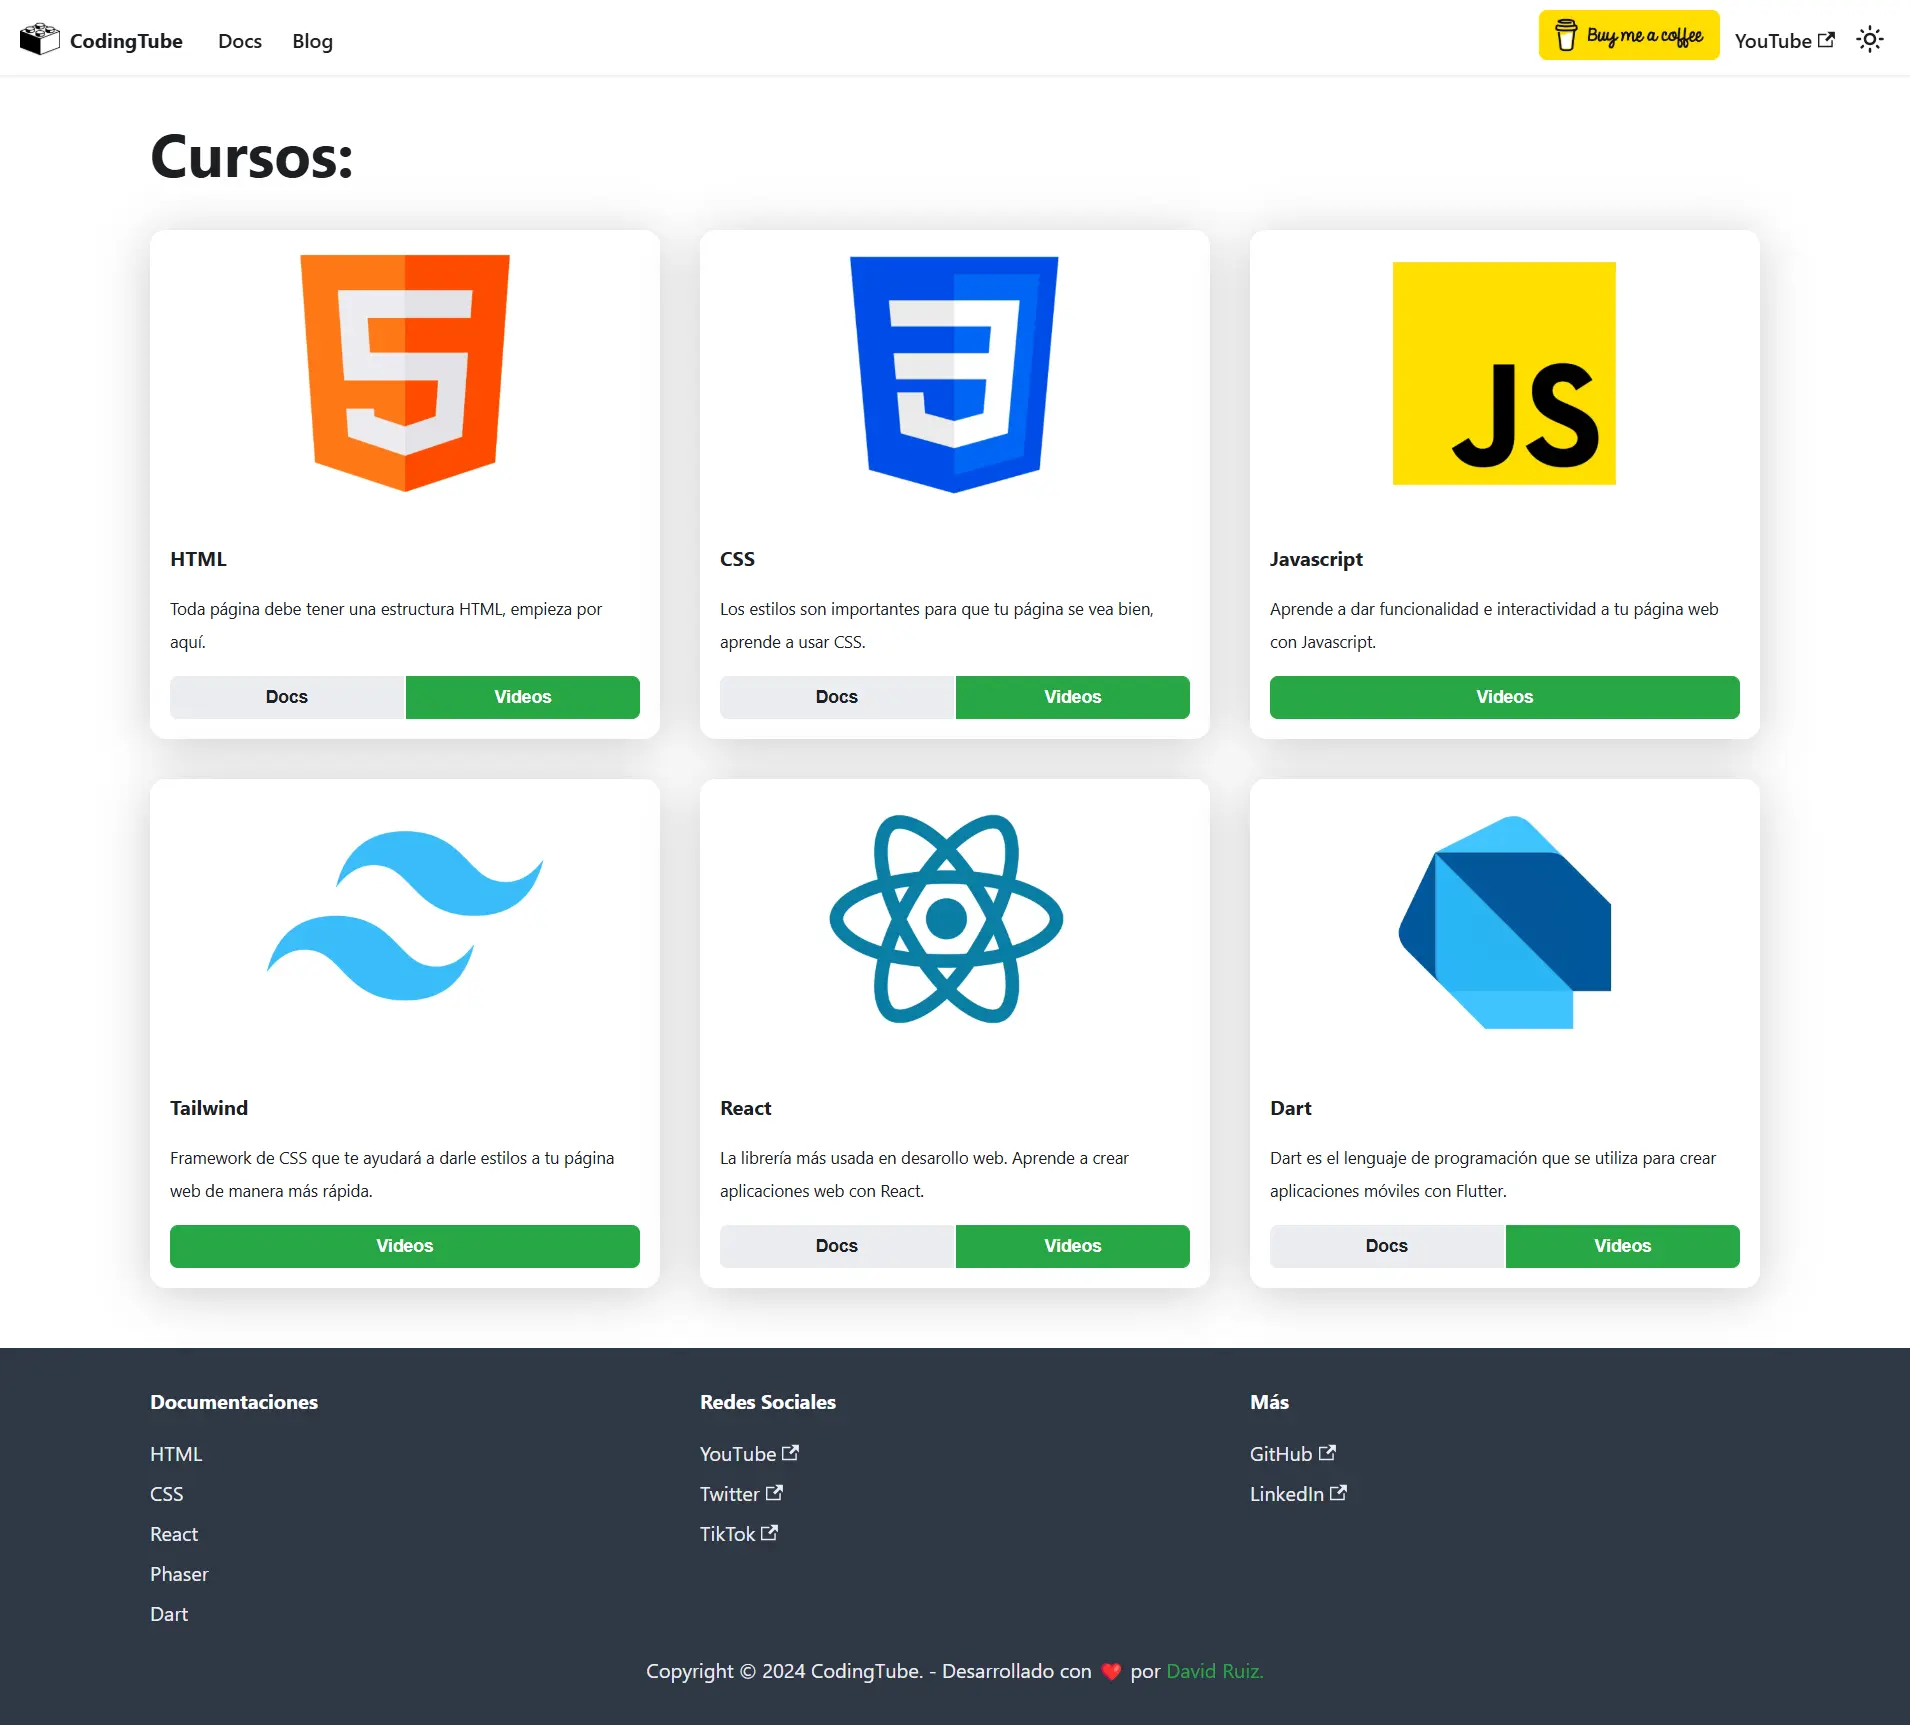 CodingTube Docs Blog Buy me a coffee YouTube
Cursos:
JS
HTML
Toda página debe tener una estructura HTML, empieza por
aquí.
Docs Videos
CSS
Los estilos son importantes para que tu página se vea bien,
aprende a usar CSS.
Docs Videos
Javascript
Aprende a dar funcionalidad e interactividad a tu página web
con Javascript.
Videos
Tailwind
Framework de CSS que te ayudará a darle estilos a tu página
web de manera más rápida.
Videos
React
La librería más usada en desarollo web. Aprende a crear
aplicaciones web con React.
Docs Videos
Dart
Dart es el lenguaje de programación que se utiliza para crear
aplicaciones móviles con Flutter.
Docs Videos
Documentaciones
HTML
CSS
React
Phaser
Dart
Redes Sociales
YouTube
Twitter
TikTok
Más
GitHub
LinkedIn
Copyright © 2024 CodingTube. - Desarrollado con ❤️ por David Ruiz.